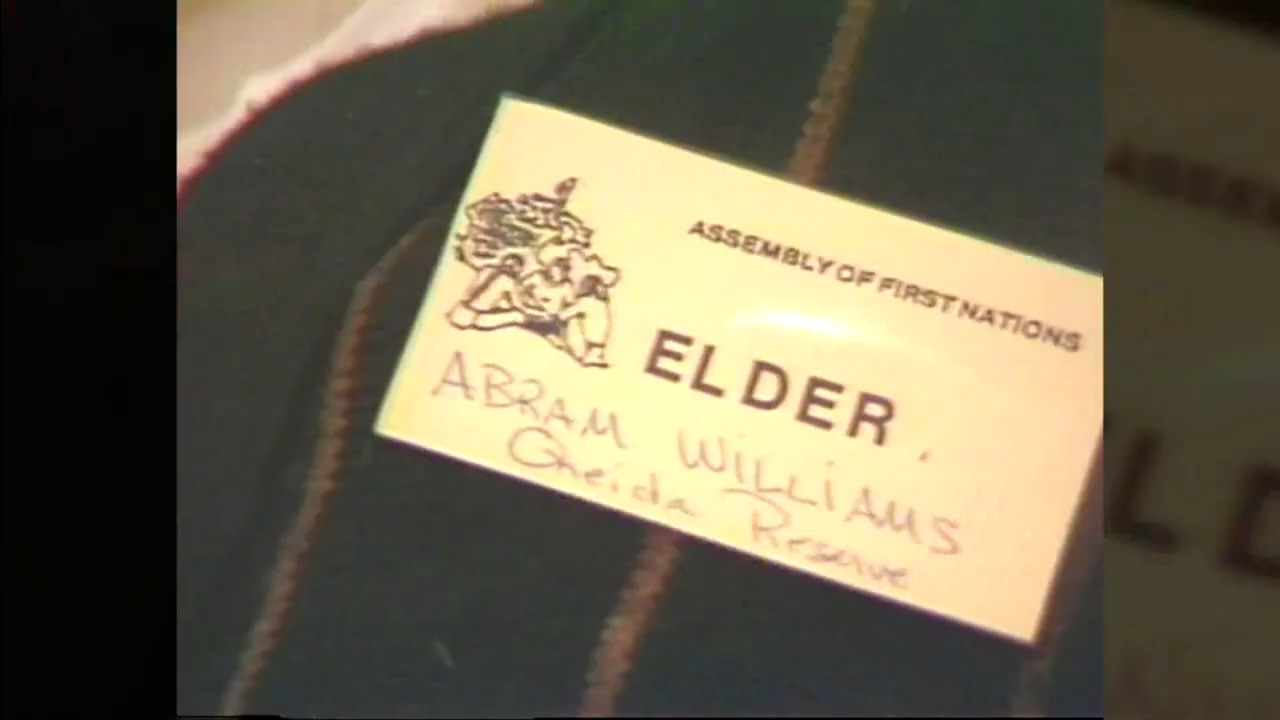 ASSEMBLY OF FIRST NATIONS
ELDER
ABRAM WILLIAMS
Oneida Reserve